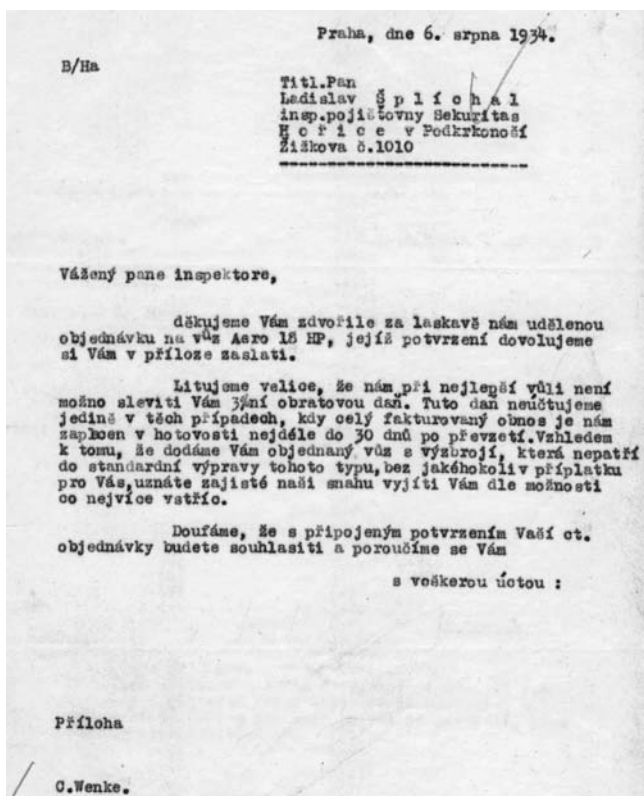 Praha, dne 6. srpna 1934.
B/Ha
Titl.Pan
Ladislav Š p l í c h a l
insp.pojišťovny Sekuritas
H o ř i c e v Podkrkonoší
Žižkova č.1010
Vážený pane inspektore,
děkujeme Vám zdvořile za laskavě nám udělenou
objednávku na vůz Aero 18 HP, jejíž potvrzení dovolujeme
si Vám v příloze zaslati.
Litujeme velice, že nám při nejlepší vůli není
možno sleviti Vám 3%ní obratovou daň. Tuto daň neúčtujeme
jedině v těch případech, kdy celý fakturovaný obnos je nám
zaplcen v hotovosti nejdéle do 30 dnů po převzetí.Vzhledem
k tomu, že dodáme Vám objednaný vůz s výzbrojí, která nepatří
do standardní výpravy tohoto typu,bez jakéhokoliv příplatku
pro Vás,uznáte zajisté naši snahu vyjíti Vám dle možnosti
co nejvíce vstříc.
Doufáme, že s připojeným potvrzením Vaší ct.
objednávky budete souhlasiti a poroučíme se Vám
s veškerou úctou :
Příloha
C.Wenke.